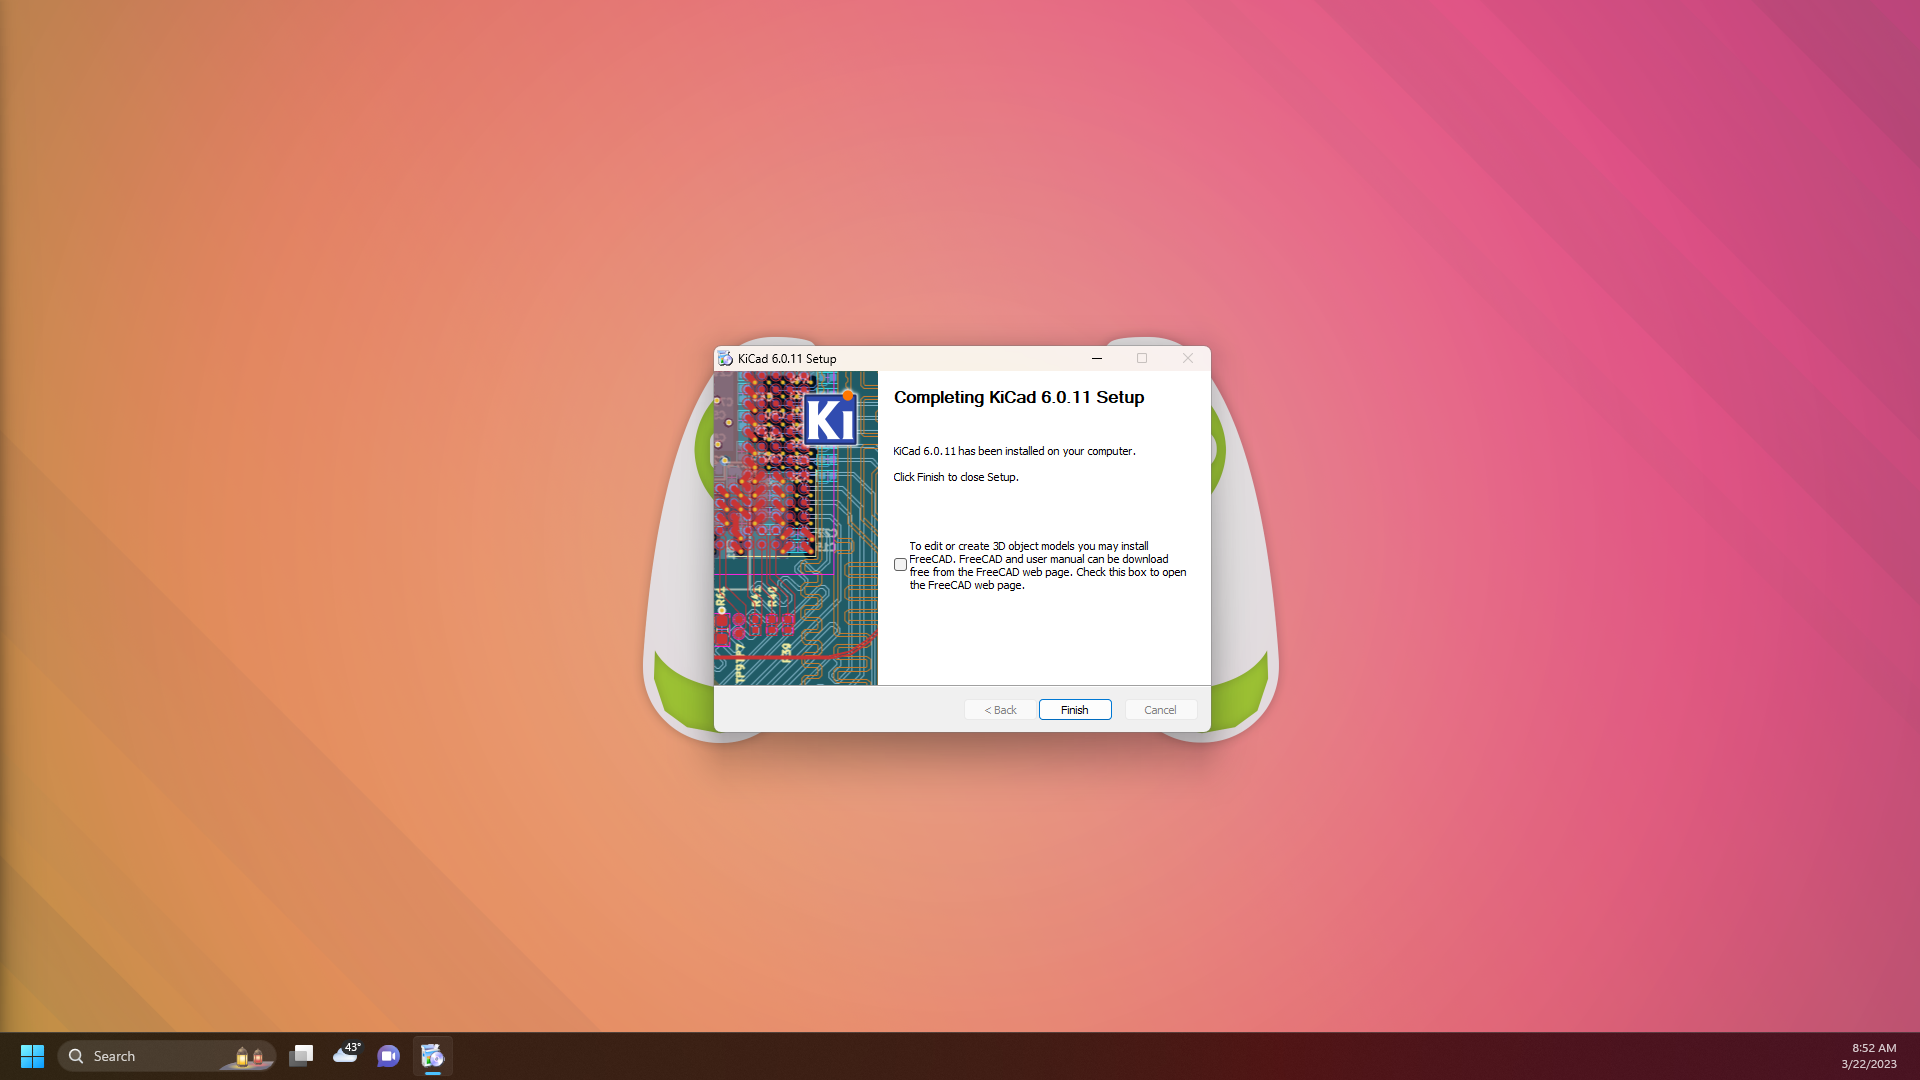 KiCad 6.0.11 Setup
Ki
Completing KiCad 6.0.11 Setup
KiCad 6.0.11 has been installed on your computer.
Click Finish to close Setup.
To edit or create 3D object models you may install
FreeCAD. FreeCAD and user manual can be download
free from the FreeCAD web page. Check this box to open
the FreeCAD web page.
R41
R40
< Back
Finish
Cancel
Search
43°
8:52 AM
3/22/2023